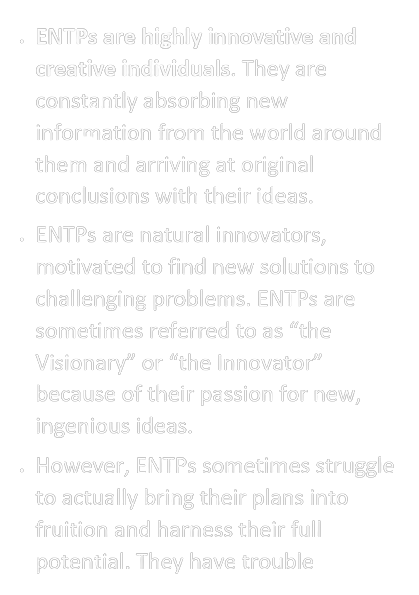 • ENTPs are highly innovative and
creative individuals. They are
constantly absorbing new
information from the world around
them and arriving at original
conclusions with their ideas.
• ENTPs are natural innovators,
motivated to find new solutions to
challenging problems. ENTPs are
sometimes referred to as “the
Visionary” or “the Innovator”
because of their passion for new,
ingenious ideas.
• However, ENTPs sometimes struggle
to actually bring their plans into
fruition and harness their full
potential. They have trouble